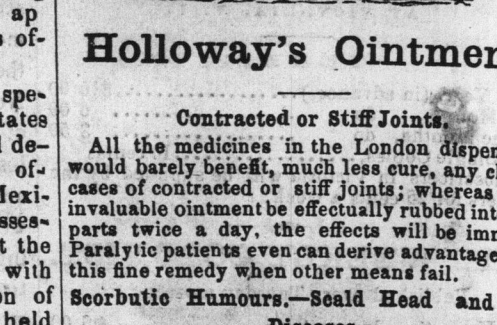 ap
of-
spe-
tates
de-
of-
Mexi-
sses-
t the
with
on of
held
Holloway's Ointmen
Contracted or Stiff Joints.
All the medicines in the London dispen
would barely benefit, much less cure, any c
cases of contracted or stiff joints; whereas
invaluable ointment be effectually rubbed int
parts twice a day, the effects will be imm
Paralytic patients even can derive advantage
this fine remedy when other means fail.
Scorbutic Humours.—Scald Head and
Diseases